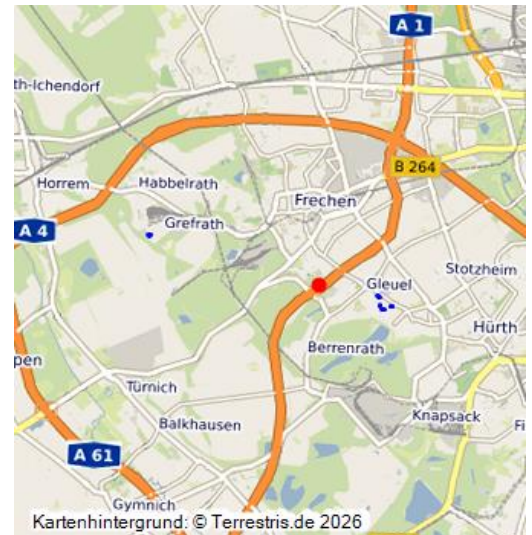 A 1
th-Ichendorf
B 264
Horrem
Habbelrath
Frechen
Grefrath
A 4
Gleuel
Stotzheim
Hürth
Berrenrath
pen
Türnich
Knapsack
Balkhausen
Fi
A 61
Gymnich
Kartenhintergrund: © Terrestris.de 2026